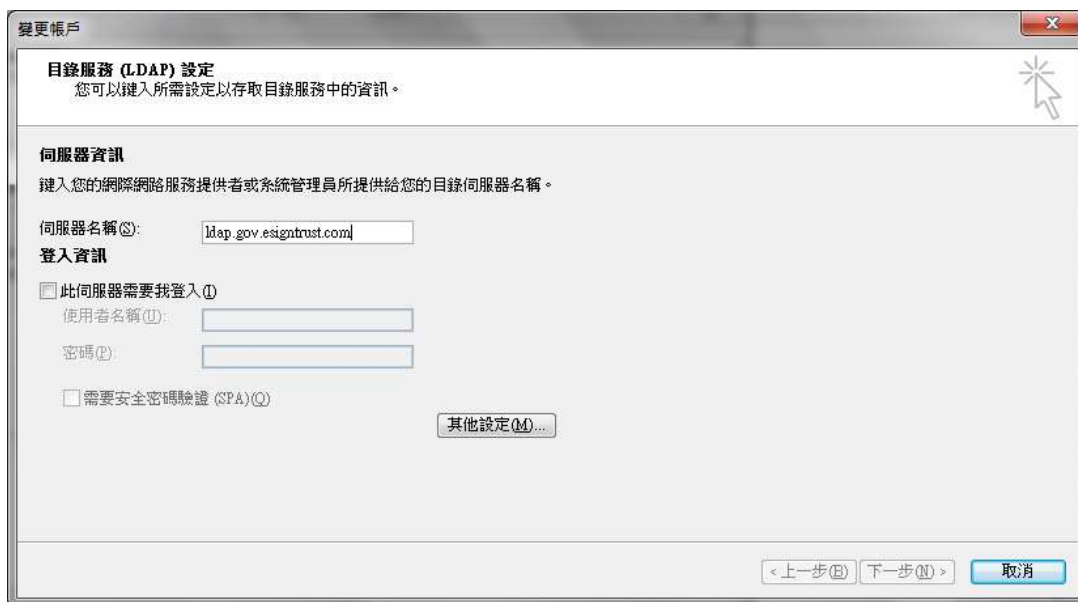 變更帳戶
目錄服務 (LDAP) 設定
您可以鍵入所需設定以存取目錄服務中的資訊。
伺服器資訊
鍵入您的網際網路服務提供者或系統管理員所提供給您的目錄伺服器名稱。
伺服器名稱(S): ldap.gov.esigntrust.com
登入資訊
此伺服器需要我登入(I)
使用者名稱(U):
密碼(P):
需要安全密碼驗證 (SPA)(Q)
其他設定(M)...
<上一步(B) 下一步(N)> 取消